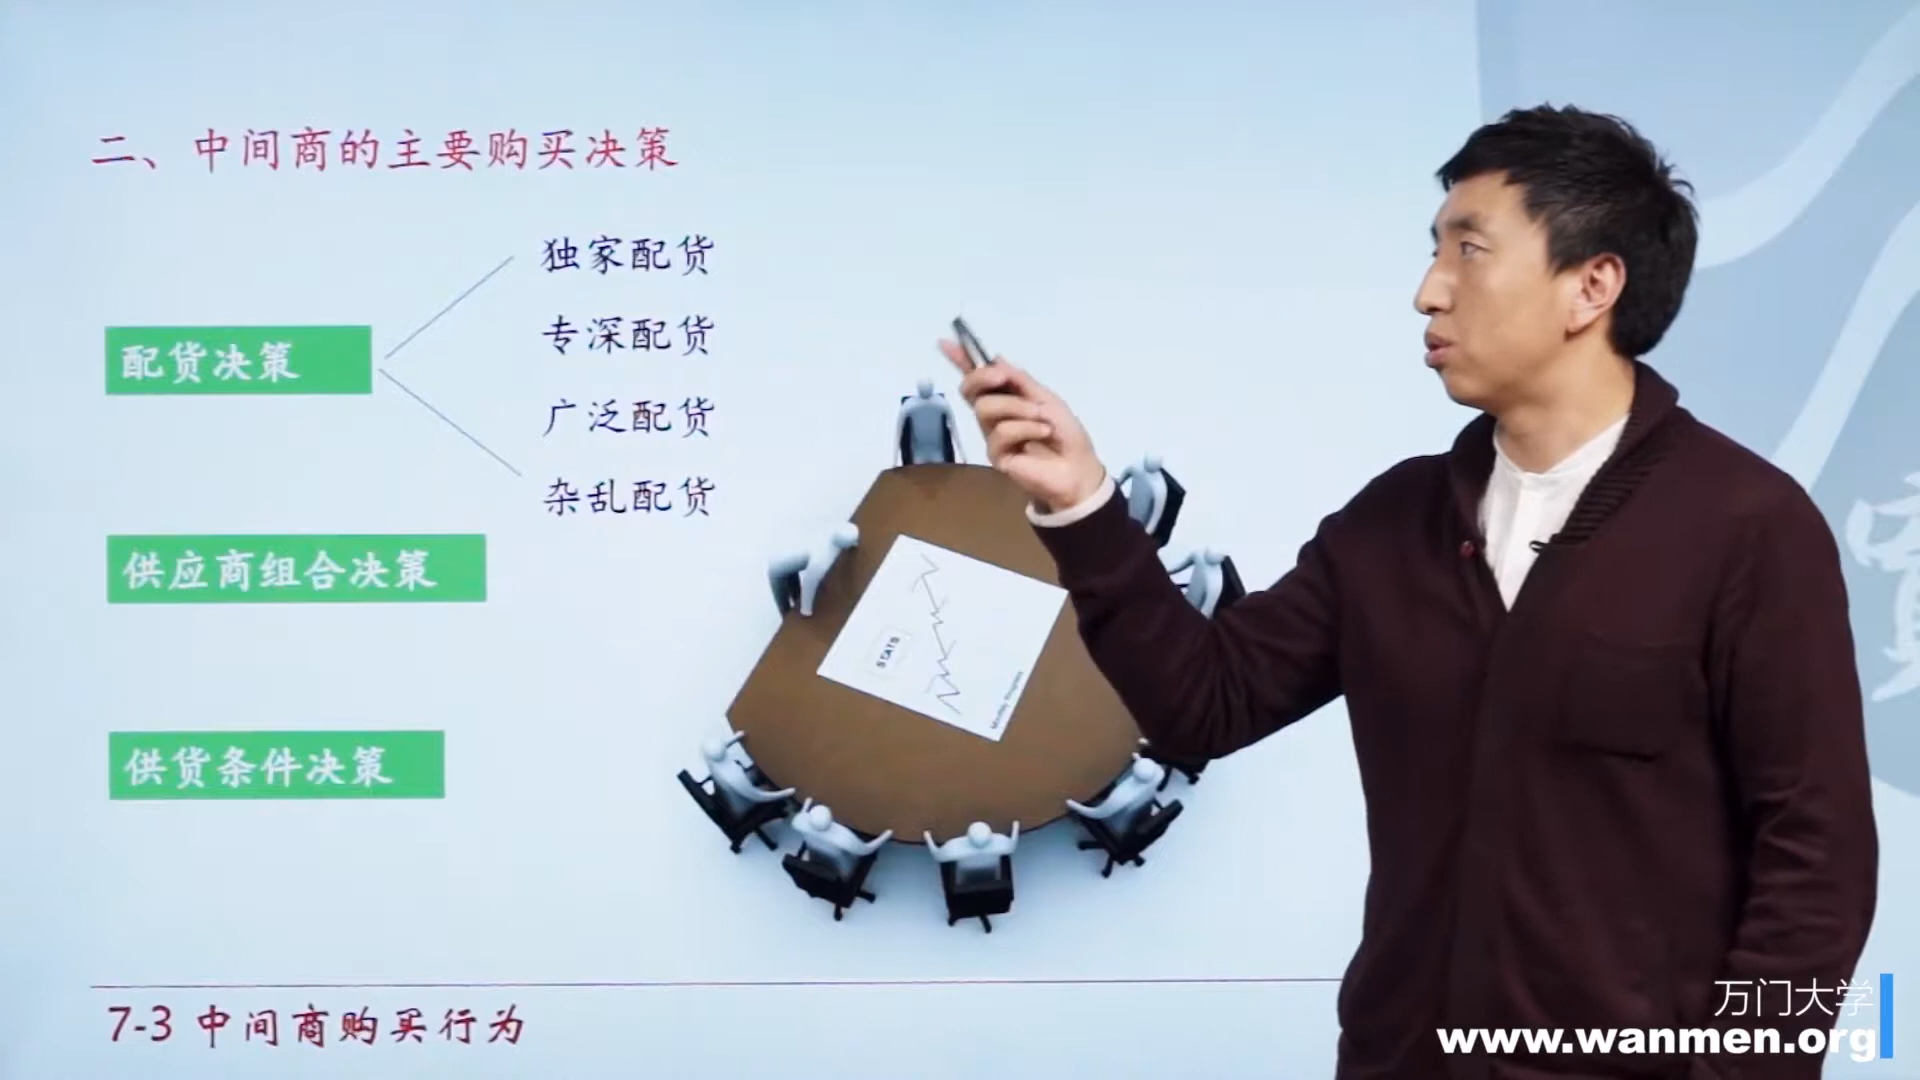 二、中间商的主要购买决策
独家配货
专深配货
广泛配货
杂乱配货
配货决策
供应商组合决策
供货条件决策
STATS
7-3 中间商购买行为
万门大学
www.wanmen.org